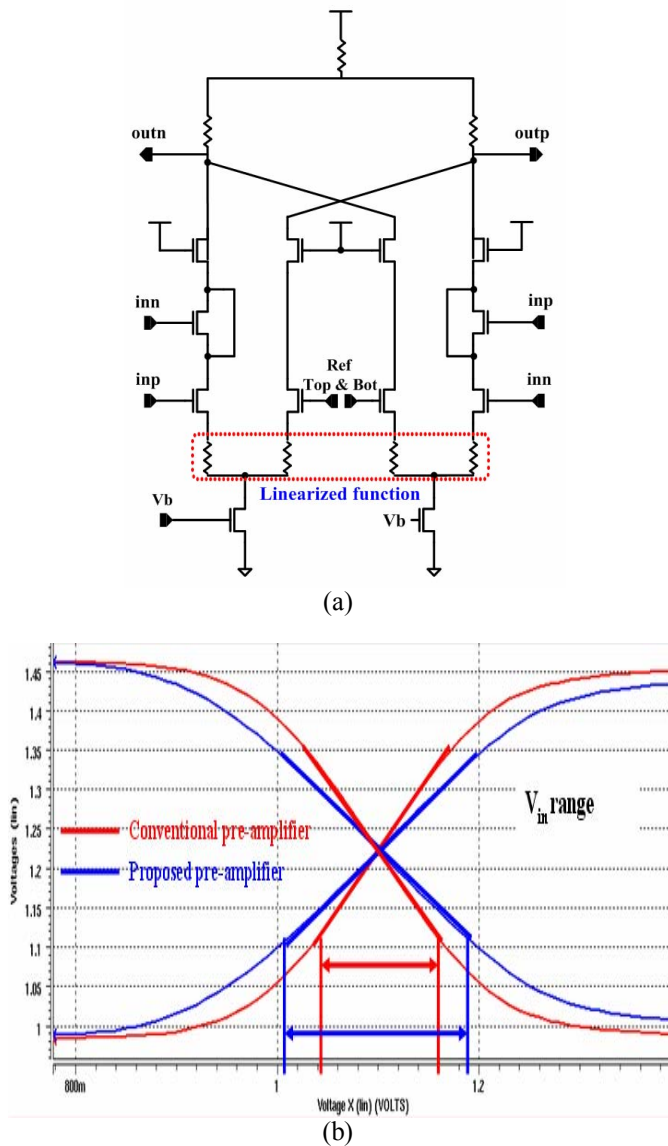 outn
outp
inn
inp
Ref
Top & Bot
inp
inn
Linearized function
Vb
Vb
(a)
1.45
1.4
1.35
1.3
1.25
1.2
1.15
1.1
1.05
1
Voltages (lin)
V_in range
Conventional pre-amplifier
Proposed pre-amplifier
800m
1
1.2
Voltage X (lin) (VOLTS)
(b)